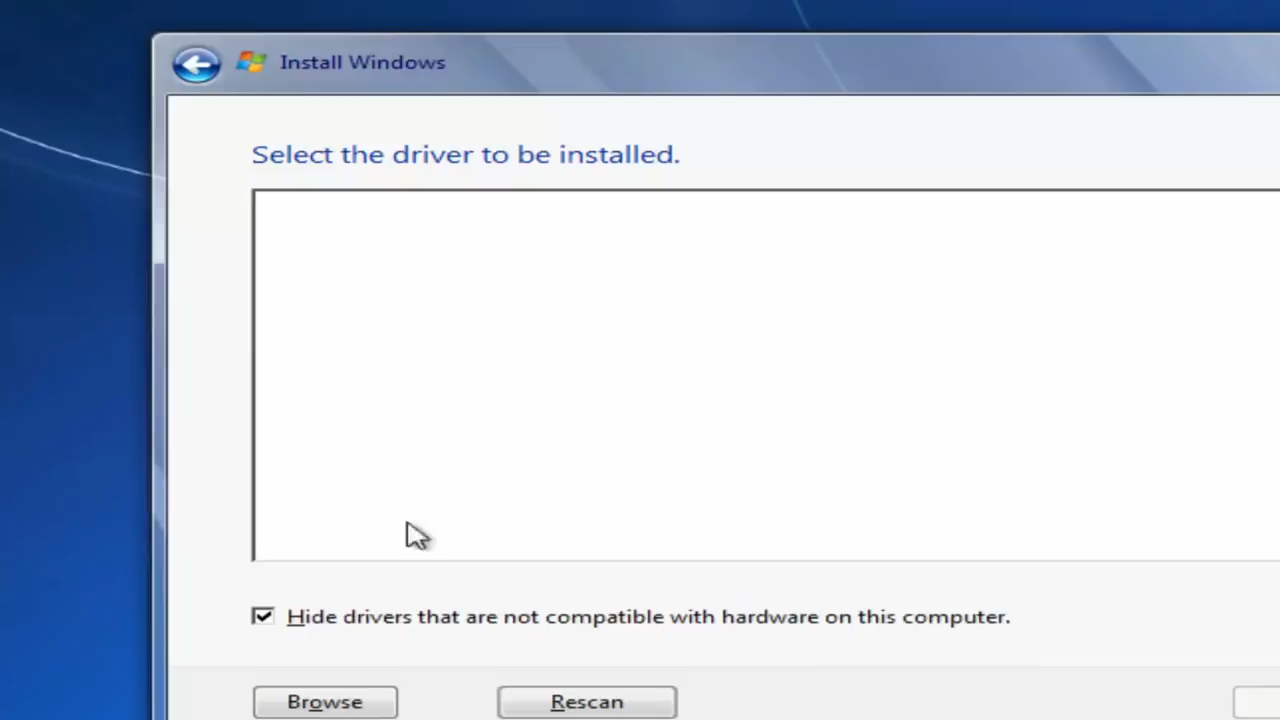 Install Windows
Select the driver to be installed.
Hide drivers that are not compatible with hardware on this computer.
Browse
Rescan